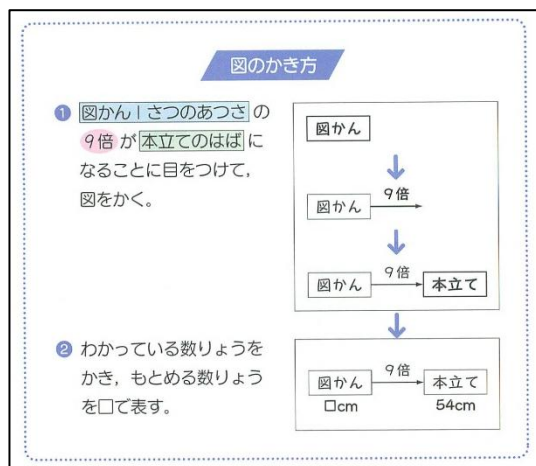 図のかき方
❶ 図かん1さつのあつさ の
9倍 が 本立てのはば に
なることに目をつけて,
図をかく。
図かん
↓
図かん 9倍 →
↓
図かん 9倍 → 本立て
↓
❷ わかっている数りょうを
かき, もとめる数りょう
を□で表す。
図かん 9倍 → 本立て
□cm 54cm